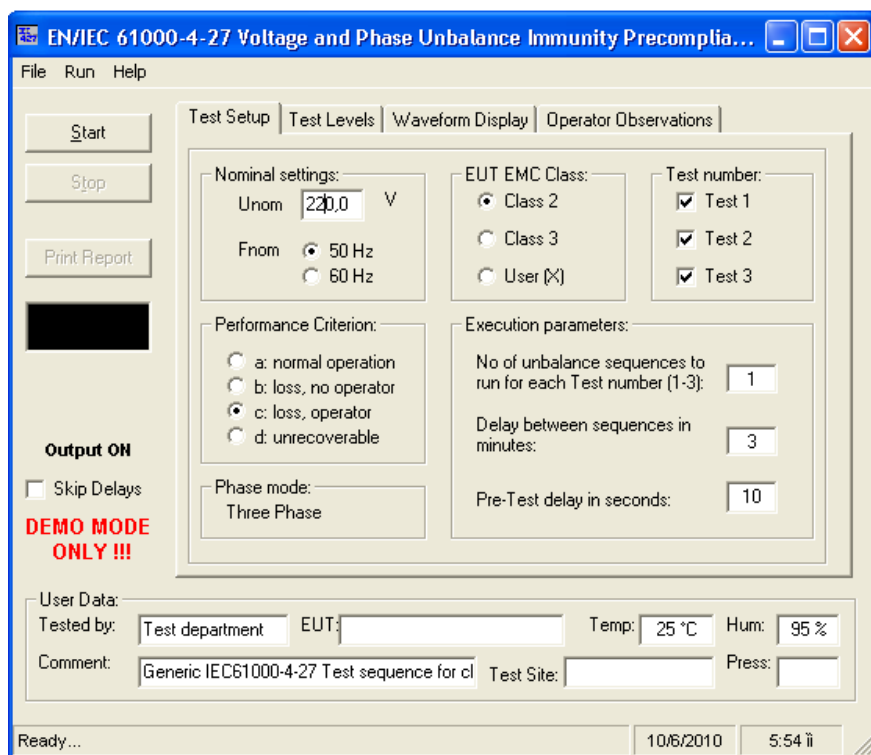 EN/IEC 61000-4-27 Voltage and Phase Unbalance Immunity Precomplia...
File Run Help
Start
Stop
Print Report
Output ON
Skip Delays
DEMO MODE
ONLY !!!
Test Setup Test Levels Waveform Display Operator Observations
Nominal settings:
Unom 220,0 V
Fnom 50 Hz
60 Hz
EUT EMC Class:
Class 2
Class 3
User (X)
Test number:
Test 1
Test 2
Test 3
Performance Criterion:
a: normal operation
b: loss, no operator
c: loss, operator
d: unrecoverable
Phase mode:
Three Phase
Execution parameters:
No of unbalance sequences to
run for each Test number (1-3): 1
Delay between sequences in
minutes: 3
Pre-Test delay in seconds: 10
User Data:
Tested by: Test department EUT: Temp: 25 °C Hum: 95 %
Comment: Generic IEC61000-4-27 Test sequence for cl Test Site: Press:
Ready... 10/6/2010 5:54 ìì